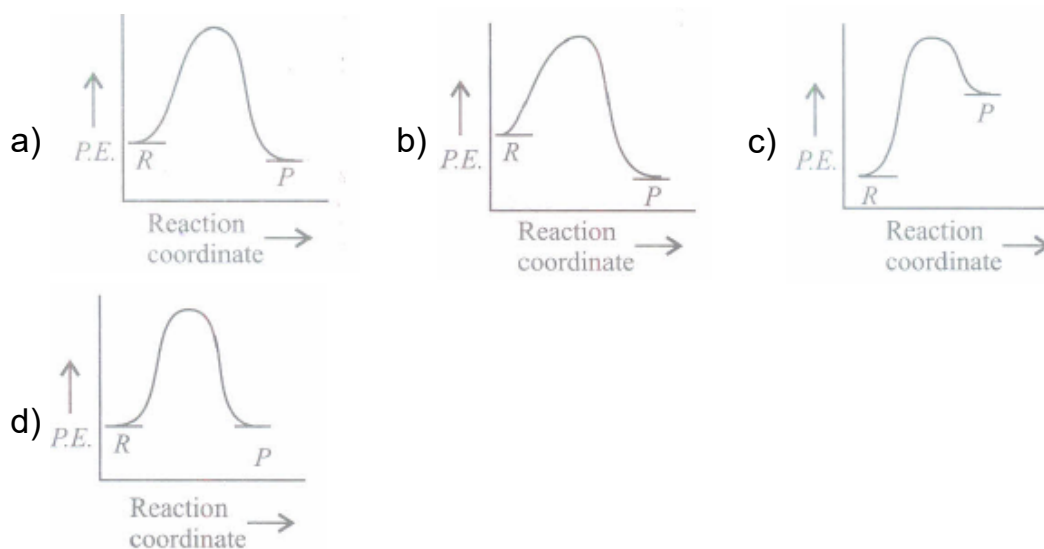 a)
P.E.
R
P
Reaction
coordinate
b)
P.E.
R
P
Reaction
coordinate
c)
P.E.
R
P
Reaction
coordinate
d)
P.E.
R
P
Reaction
coordinate